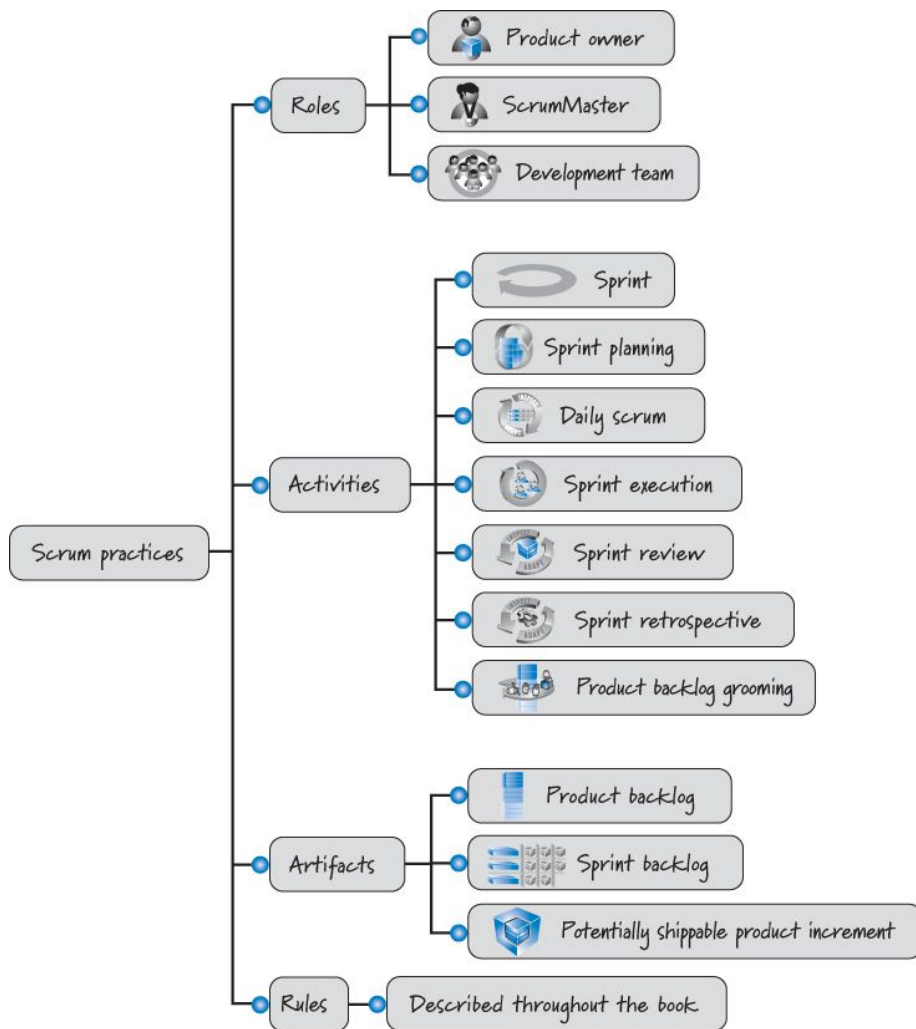 Product owner
Roles
ScrumMaster
Development team
Sprint
Sprint planning
Daily scrum
Activities
Sprint execution
Scrum practices
Sprint review
Sprint retrospective
Product backlog grooming
Product backlog
Artifacts
Sprint backlog
Potentially shippable product increment
Rules
Described throughout the book